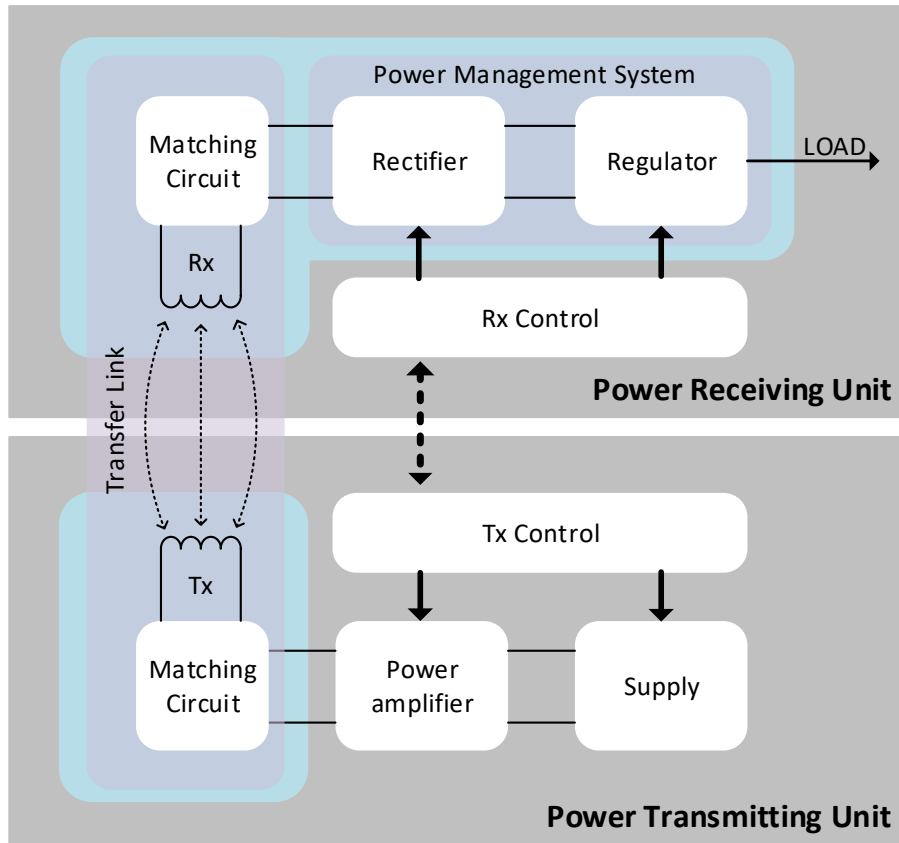 Power Management System
Matching
Circuit
Rectifier
Regulator
LOAD
Rx
Rx Control
Transfer Link
Power Receiving Unit
Tx Control
Tx
Matching
Circuit
Power
amplifier
Supply
Power Transmitting Unit